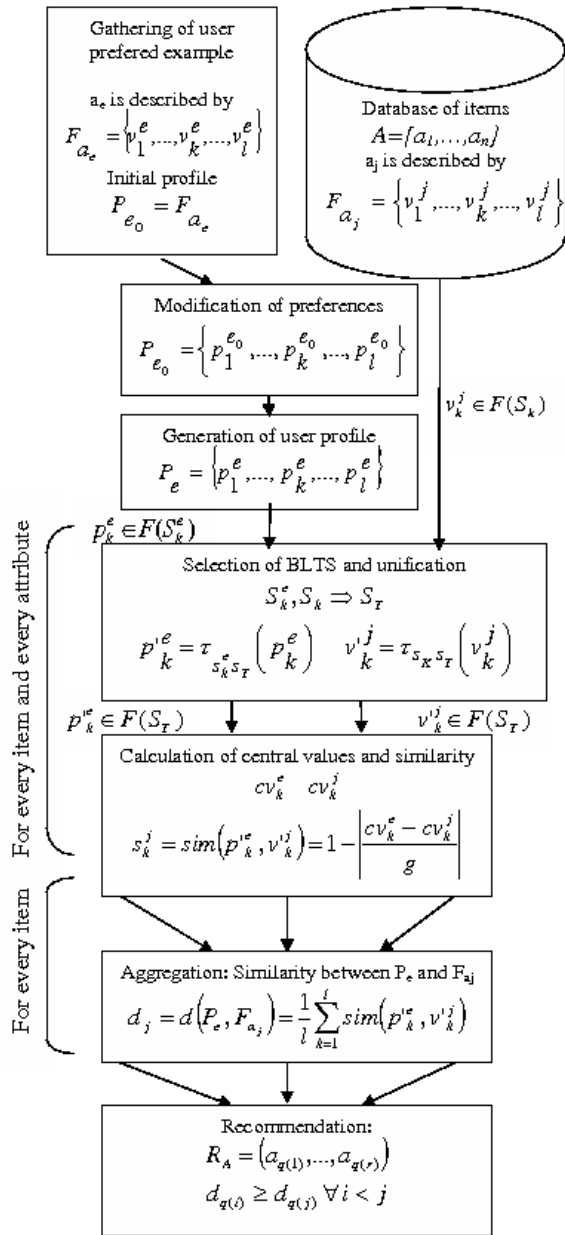 Gathering of user
prefered example
a_e is described by
F_{a_e} = {v_1^e,...,v_k^e,...,v_l^e}
Initial profile
P_{e_0} = F_{a_e}
Database of items
A={a_1,...,a_n}
a_j is described by
F_{a_j} = {v_1^j,...,v_k^j,...,v_l^j}
Modification of preferences
P_{e_0} = {p_1^{e_0},...,p_k^{e_0},...,p_l^{e_0}}
v_k^j ∈ F(S_k)
Generation of user profile
P_e = {p_1^e,...,p_k^e,...,p_l^e}
For every item and every attribute
p_k^e ∈ F(S_k^e)
Selection of BLTS and unification
S_k^e, S_k ⇒ S_T
p'_k^e = τ_{S_k^e S_T}(p_k^e) v'_k^j = τ_{S_K S_T}(v_k^j)
p'_k^e ∈ F(S_T) v'_k^j ∈ F(S_T)
Calculation of central values and similarity
cv_k^e cv_k^j
s_k^j = sim(p'_k^e, v'_k^j) = 1 - |(cv_k^e - cv_k^j) / g|
For every item
Aggregation: Similarity between P_e and F_{aj}
d_j = d(P_e, F_{a_j}) = 1/l ∑_{k=1}^{l} sim(p'_k^e, v'_k^j)
Recommendation:
R_A = (a_{q(1)},...,a_{q(r)})
d_{q(i)} ≥ d_{q(j)} ∀ i < j